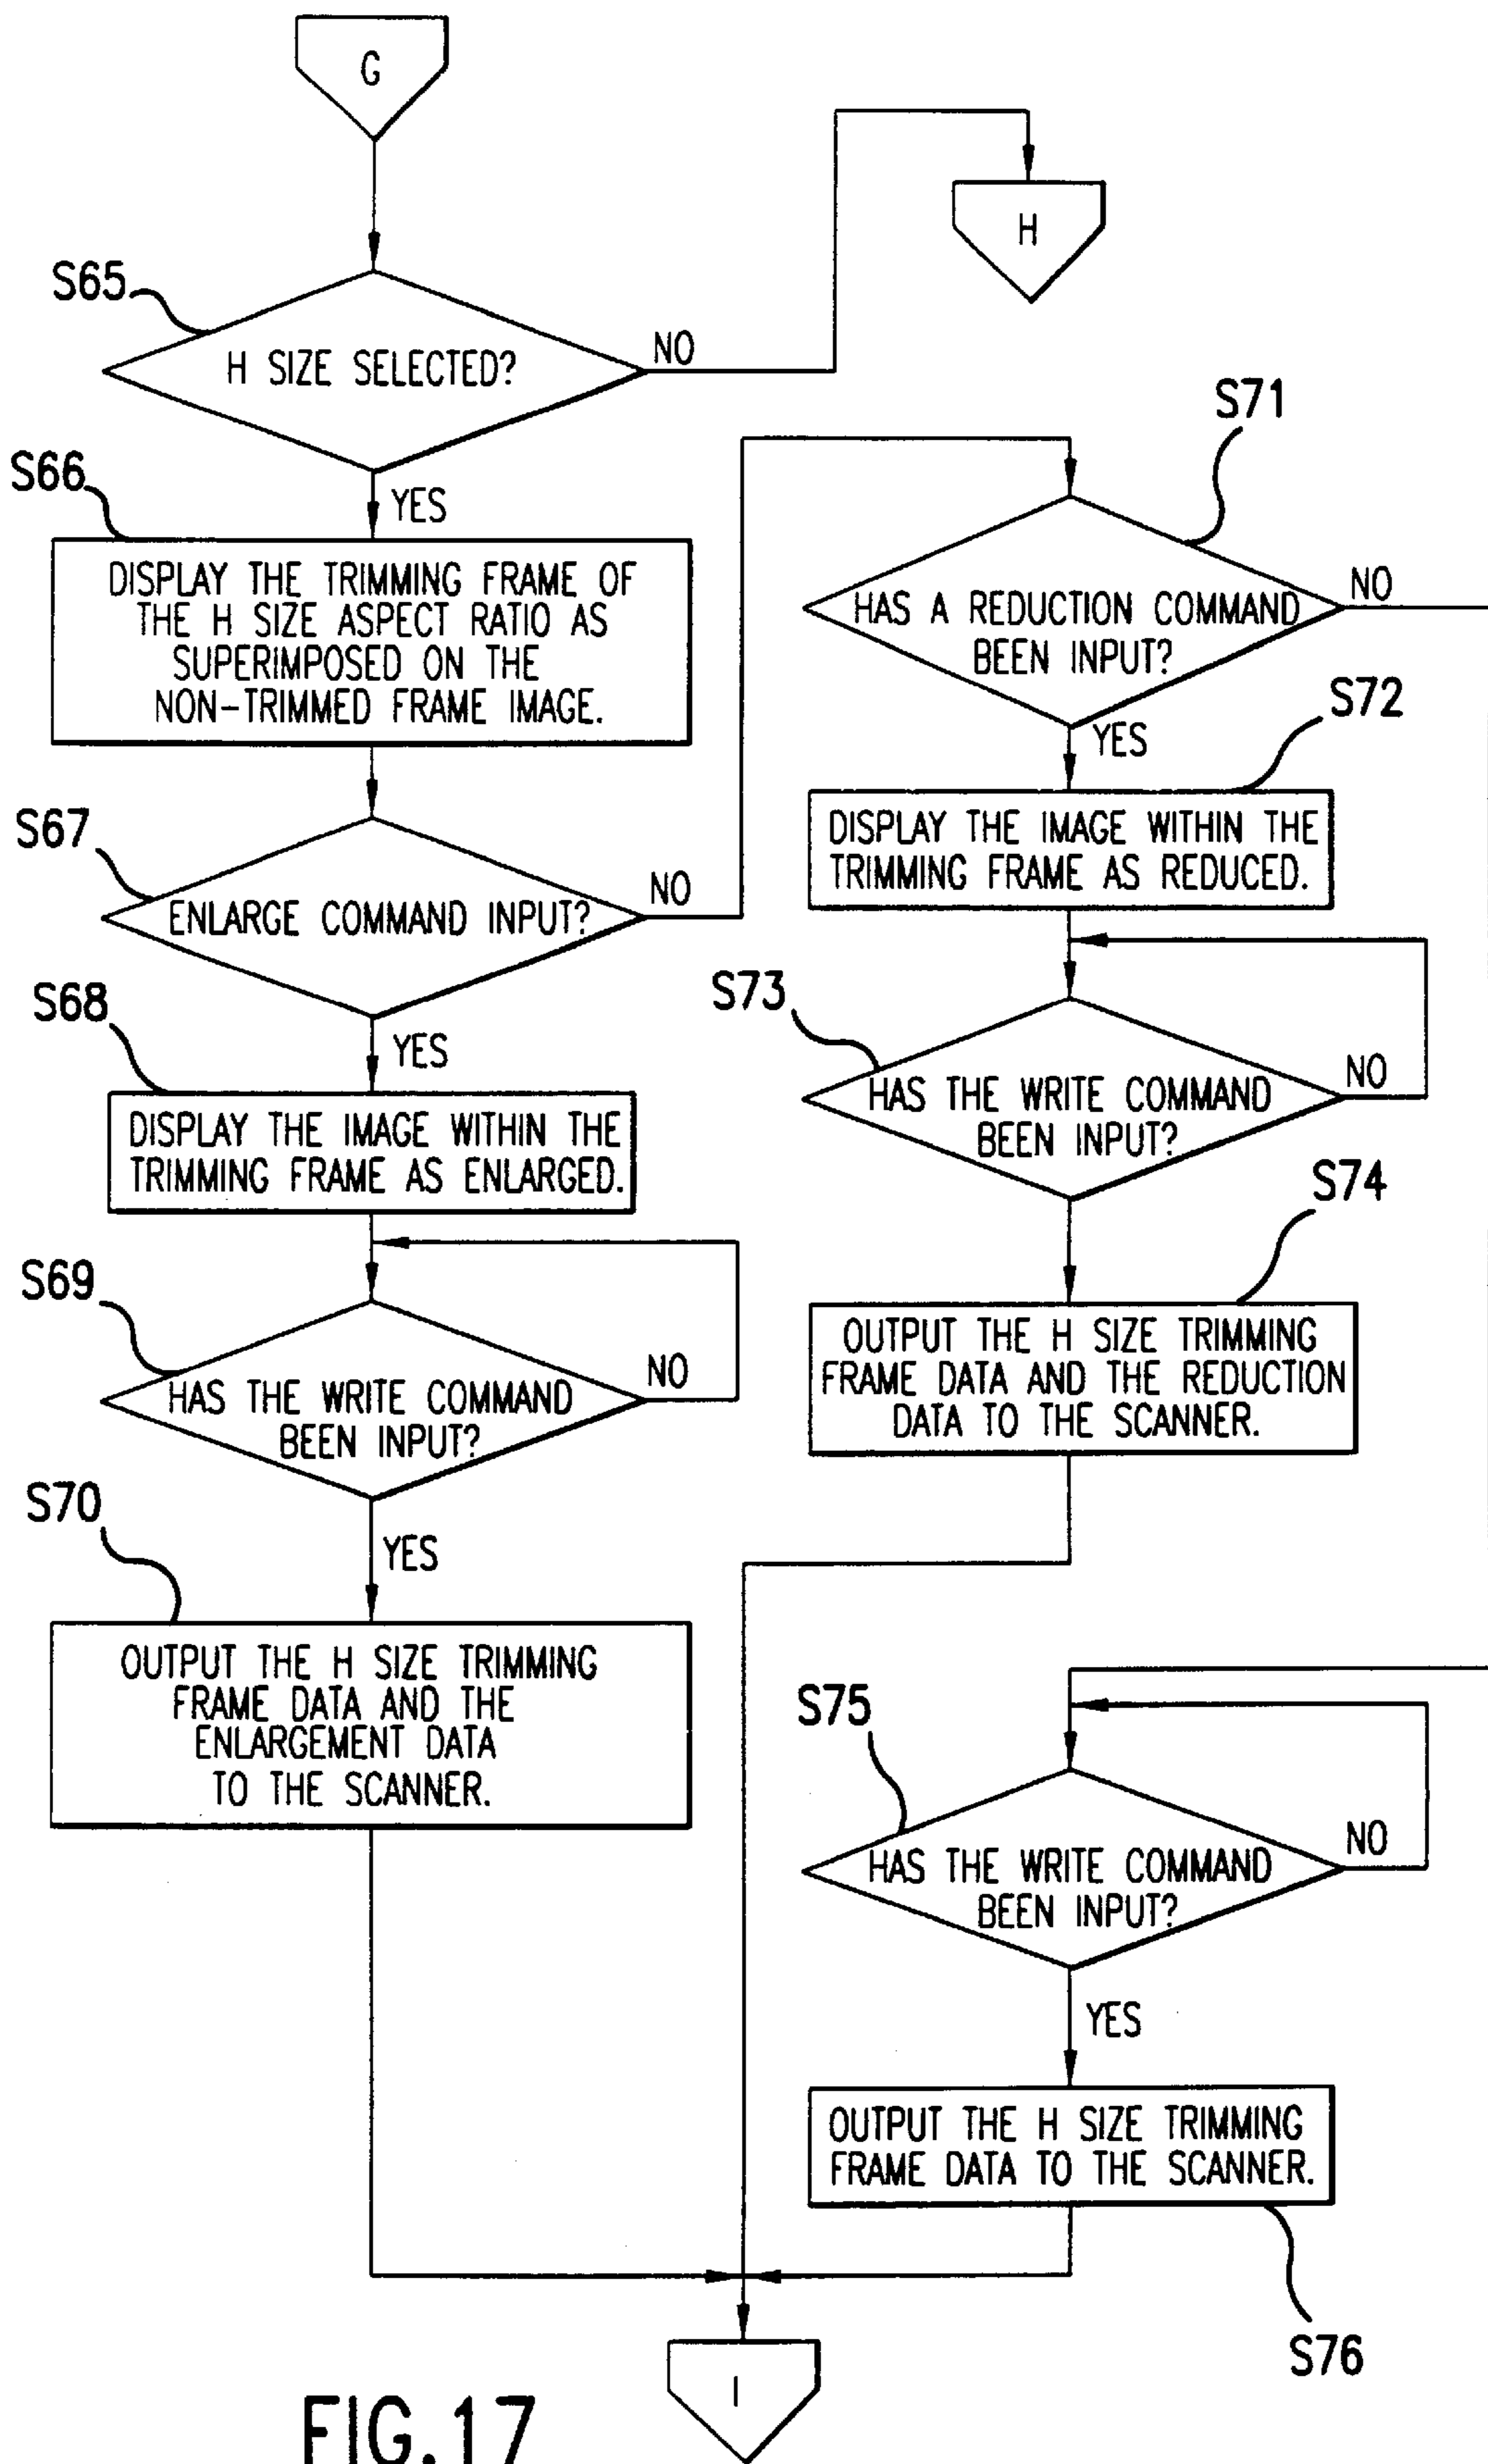 G
H
S65
H SIZE SELECTED?
NO
YES
S66
DISPLAY THE TRIMMING FRAME OF
THE H SIZE ASPECT RATIO AS
SUPERIMPOSED ON THE
NON-TRIMMED FRAME IMAGE.
S67
ENLARGE COMMAND INPUT?
NO
YES
S68
DISPLAY THE IMAGE WITHIN THE
TRIMMING FRAME AS ENLARGED.
S69
HAS THE WRITE COMMAND
BEEN INPUT?
NO
YES
S70
OUTPUT THE H SIZE TRIMMING
FRAME DATA AND THE
ENLARGEMENT DATA
TO THE SCANNER.
S71
HAS A REDUCTION COMMAND
BEEN INPUT?
NO
YES
S72
DISPLAY THE IMAGE WITHIN THE
TRIMMING FRAME AS REDUCED.
S73
HAS THE WRITE COMMAND
BEEN INPUT?
NO
S74
OUTPUT THE H SIZE TRIMMING
FRAME DATA AND THE REDUCTION
DATA TO THE SCANNER.
S75
HAS THE WRITE COMMAND
BEEN INPUT?
NO
YES
OUTPUT THE H SIZE TRIMMING
FRAME DATA TO THE SCANNER.
S76
I
FIG.17